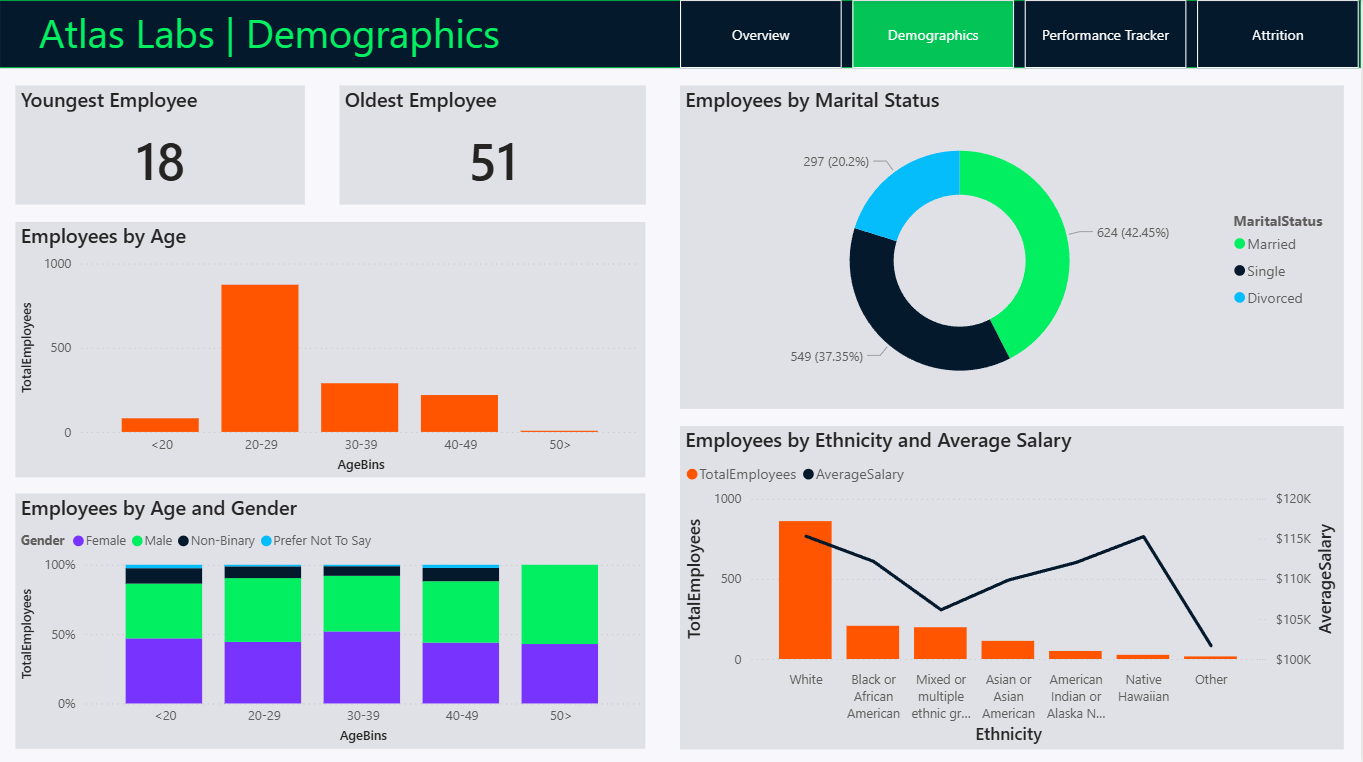 Atlas Labs | Demographics
Overview
Demographics
Performance Tracker
Attrition
Youngest Employee
18
Oldest Employee
51
Employees by Age
TotalEmployees
1000
500
0
<20
20-29
30-39
40-49
50>
AgeBins
Employees by Age and Gender
Gender
Female
Male
Non-Binary
Prefer Not To Say
TotalEmployees
100%
50%
0%
<20
20-29
30-39
40-49
50>
AgeBins
Employees by Marital Status
297 (20.2%)
624 (42.45%)
549 (37.35%)
MaritalStatus
Married
Single
Divorced
Employees by Ethnicity and Average Salary
TotalEmployees
AverageSalary
TotalEmployees
1000
500
0
$120K
$115K
$110K
$105K
$100K
AverageSalary
White
Black or
African
American
Mixed or
multiple
ethnic gr...
Asian or
Asian
American
American
Indian or
Alaska N...
Native
Hawaiian
Other
Ethnicity